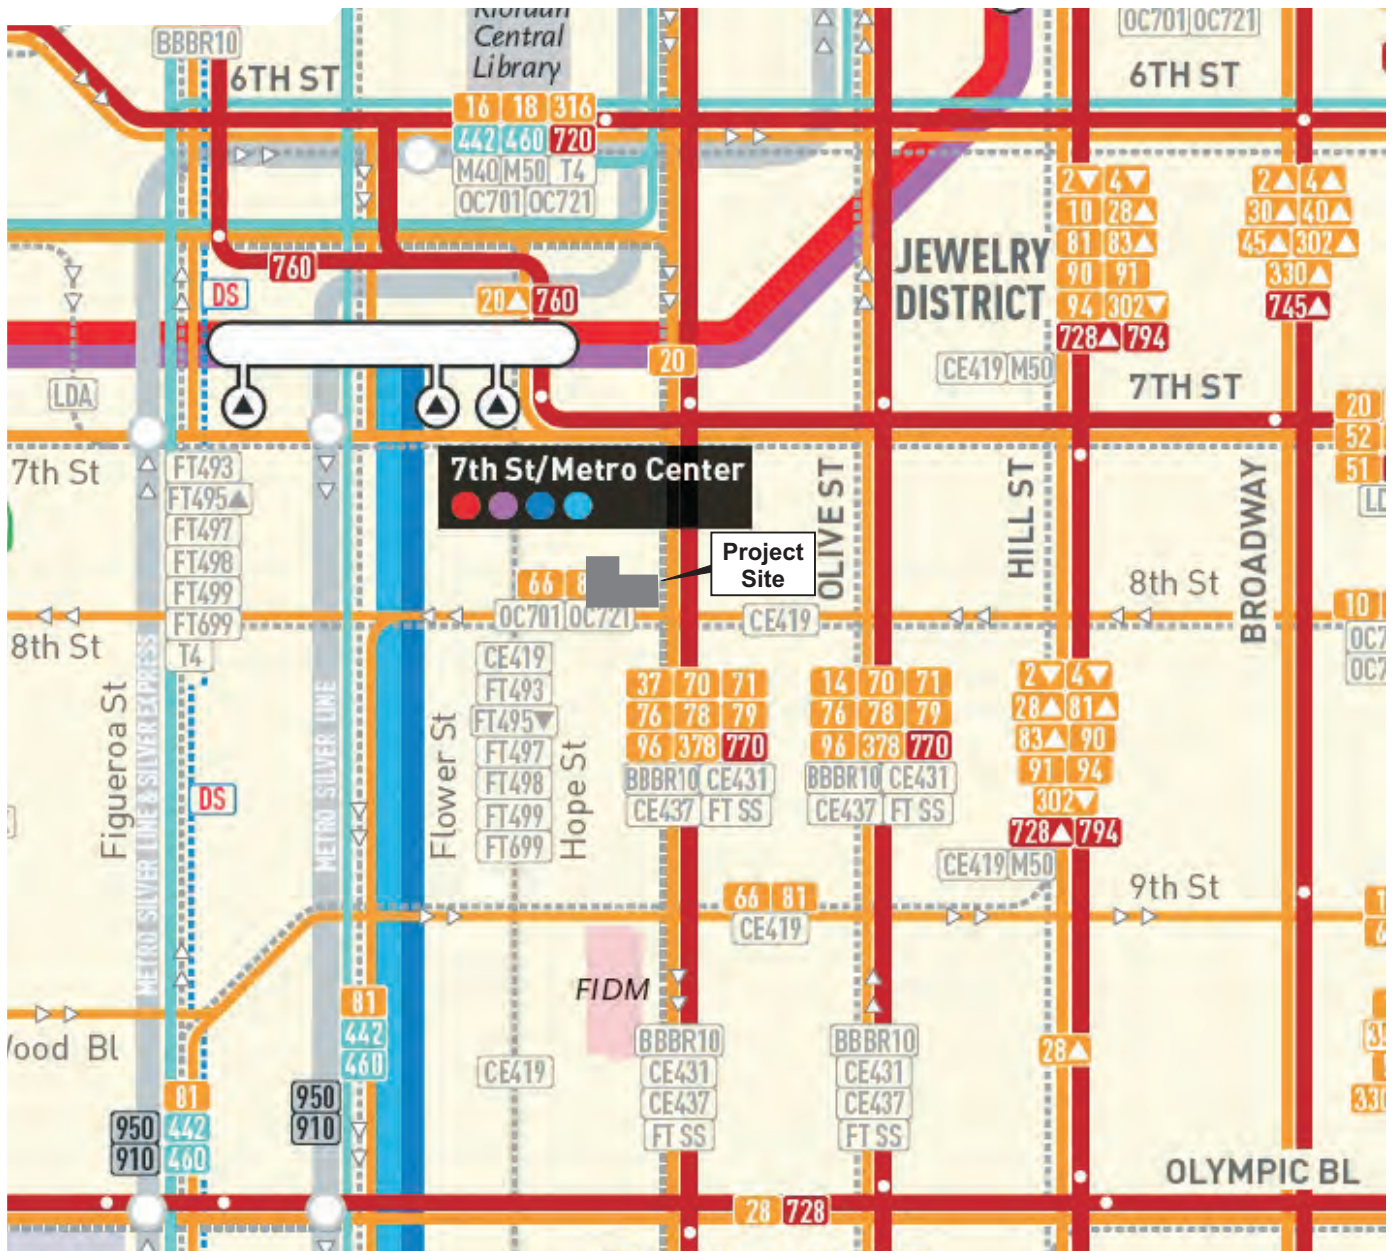 Riordan
Central
Library
BBBR10
OC701 OC721
6TH ST
6TH ST
16 18 316
442 460 720
M40 M50 T4
OC701 OC721
2▼ 4▼
10 28▲
81 83▲
90 91
94 302▼
728▲ 794
2▲ 4▲
30▲ 40▲
45▲ 302▲
330▲
745▲
JEWELRY
DISTRICT
760
DS
20▲ 760
20
CE419 M50
LDA
7TH ST
20
52
51
7th St/Metro Center
7th St
FT493
FT495▲
FT497
FT498
FT499
FT699
T4
OLIVE ST
HILL ST
BROADWAY
Project
Site
66
OC701 OC721
CE419
8th St
10
8th St
METRO SILVER LINE & SILVER EXPRESS
METRO SILVER LINE
Figueroa St
Flower St
Hope St
CE419
FT493
FT495▼
FT497
FT498
FT499
FT699
37 70 71
76 78 79
96 378 770
BBBR10 CE431
CE437 FT SS
14 70 71
76 78 79
96 378 770
BBBR10 CE431
CE437 FT SS
2▼ 4▼
28▲ 81▲
83▲ 90
91 94
302▼
728▲ 794
CE419 M50
DS
66 81
CE419
9th St
FIDM
81
442
460
CE419
BBBR10
CE431
CE437
FT SS
BBBR10
CE431
CE437
FT SS
28▲
ood Bl
81
442
460
950
910
950
910
OLYMPIC BL
28 728